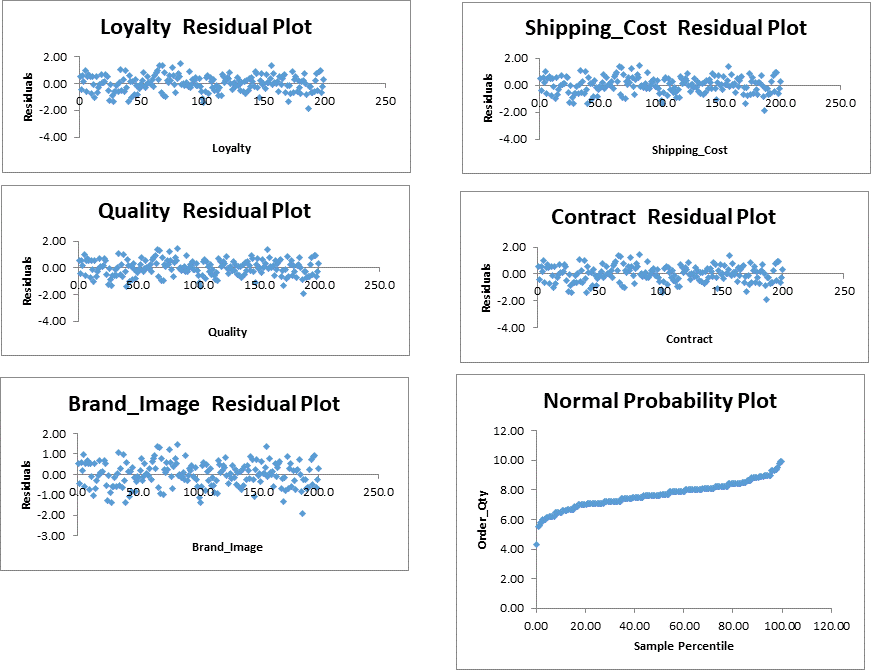 Loyalty Residual Plot
2.00
0.00
-2.00
-4.00
0 50 100 150 200 250
Residuals
Loyalty
Shipping_Cost Residual Plot
2.00
0.00
-2.00
-4.00
0.0 50.0 100.0 150.0 200.0 250.0
Residuals
Shipping_Cost
Quality Residual Plot
2.00
0.00
-2.00
-4.00
0.0 50.0 100.0 150.0 200.0 250.0
Residuals
Quality
Contract Residual Plot
2.00
0.00
-2.00
-4.00
0 50 100 150 200 250
Residuals
Contract
Brand_Image Residual Plot
2.00
1.00
0.00
-1.00
-2.00
-3.00
0.0 50.0 100.0 150.0 200.0 250.0
Residuals
Brand_Image
Normal Probability Plot
12.00
10.00
8.00
6.00
4.00
2.00
0.00
0.00 20.00 40.00 60.00 80.00 100.00 120.00
Order_Qty
Sample Percentile